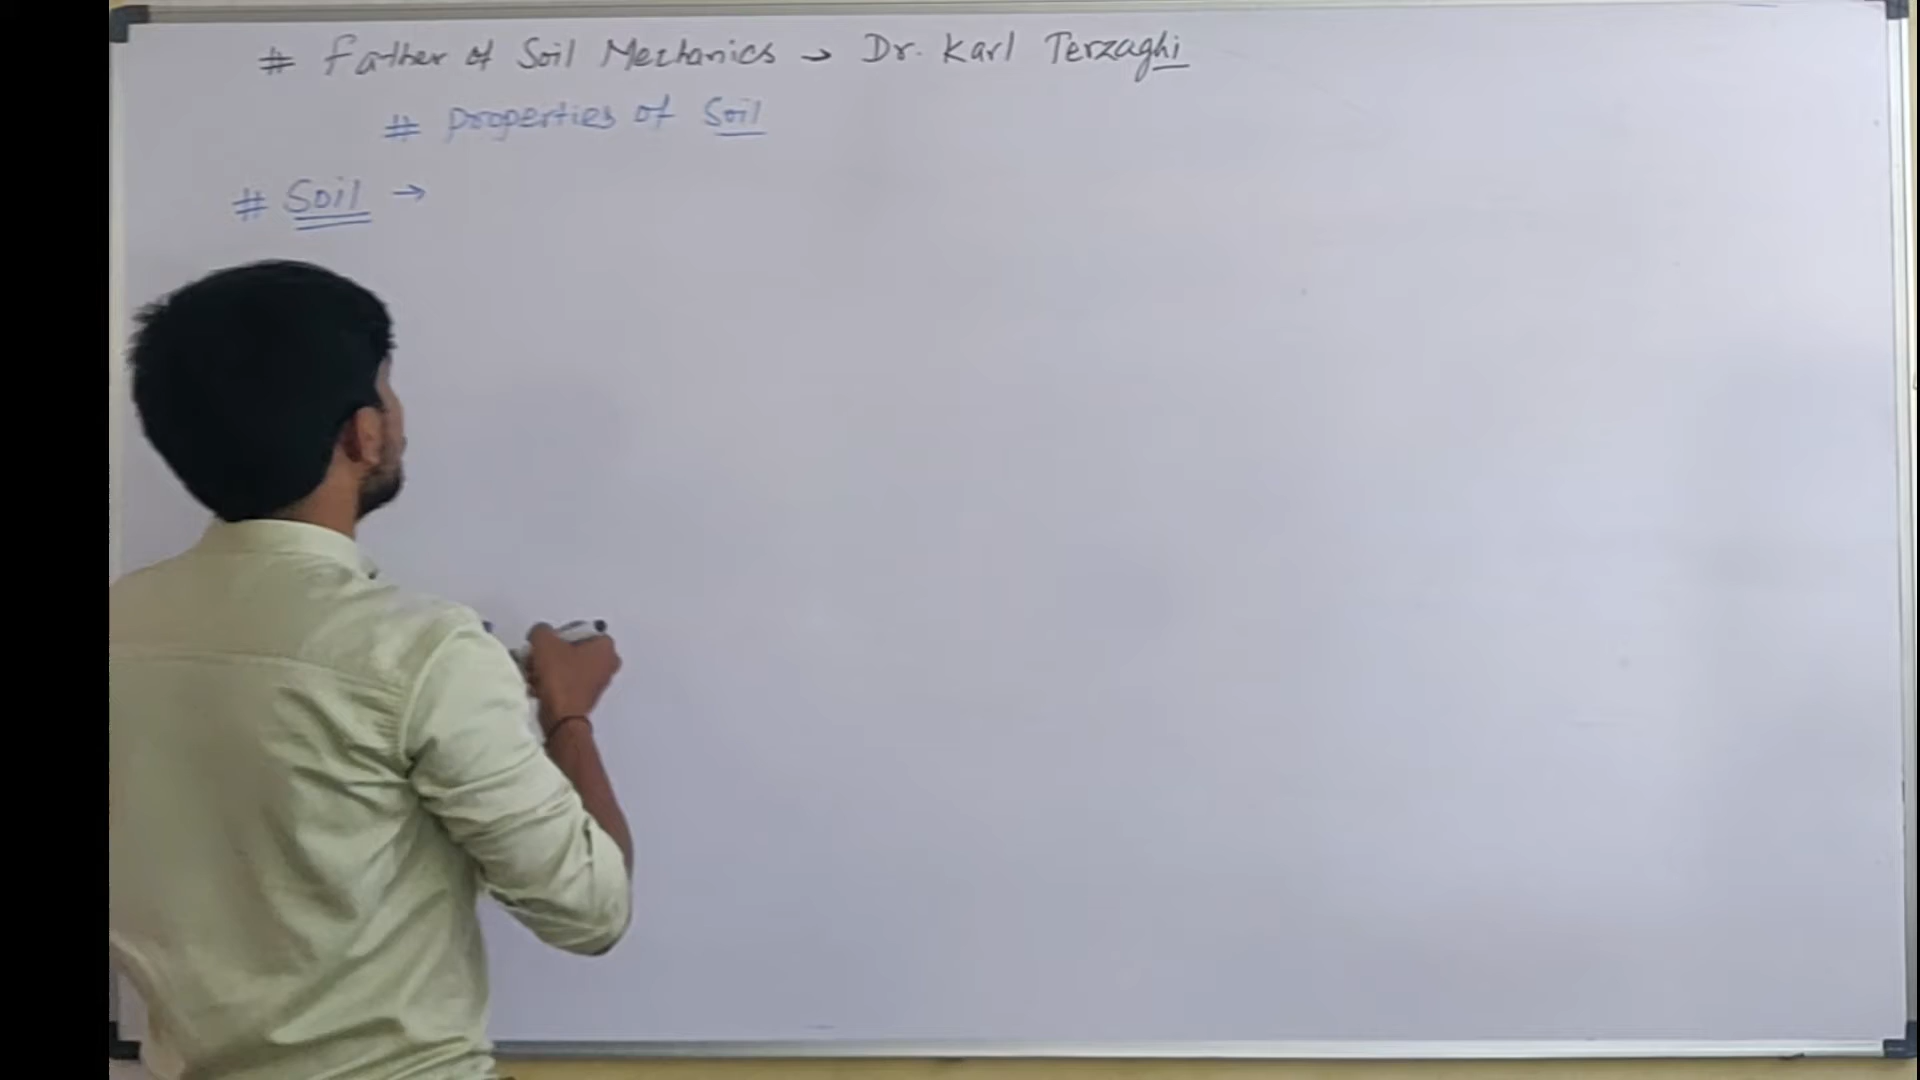 # Father of Soil Mechanics → Dr. Karl Terzaghi
# properties of Soil
# Soil →